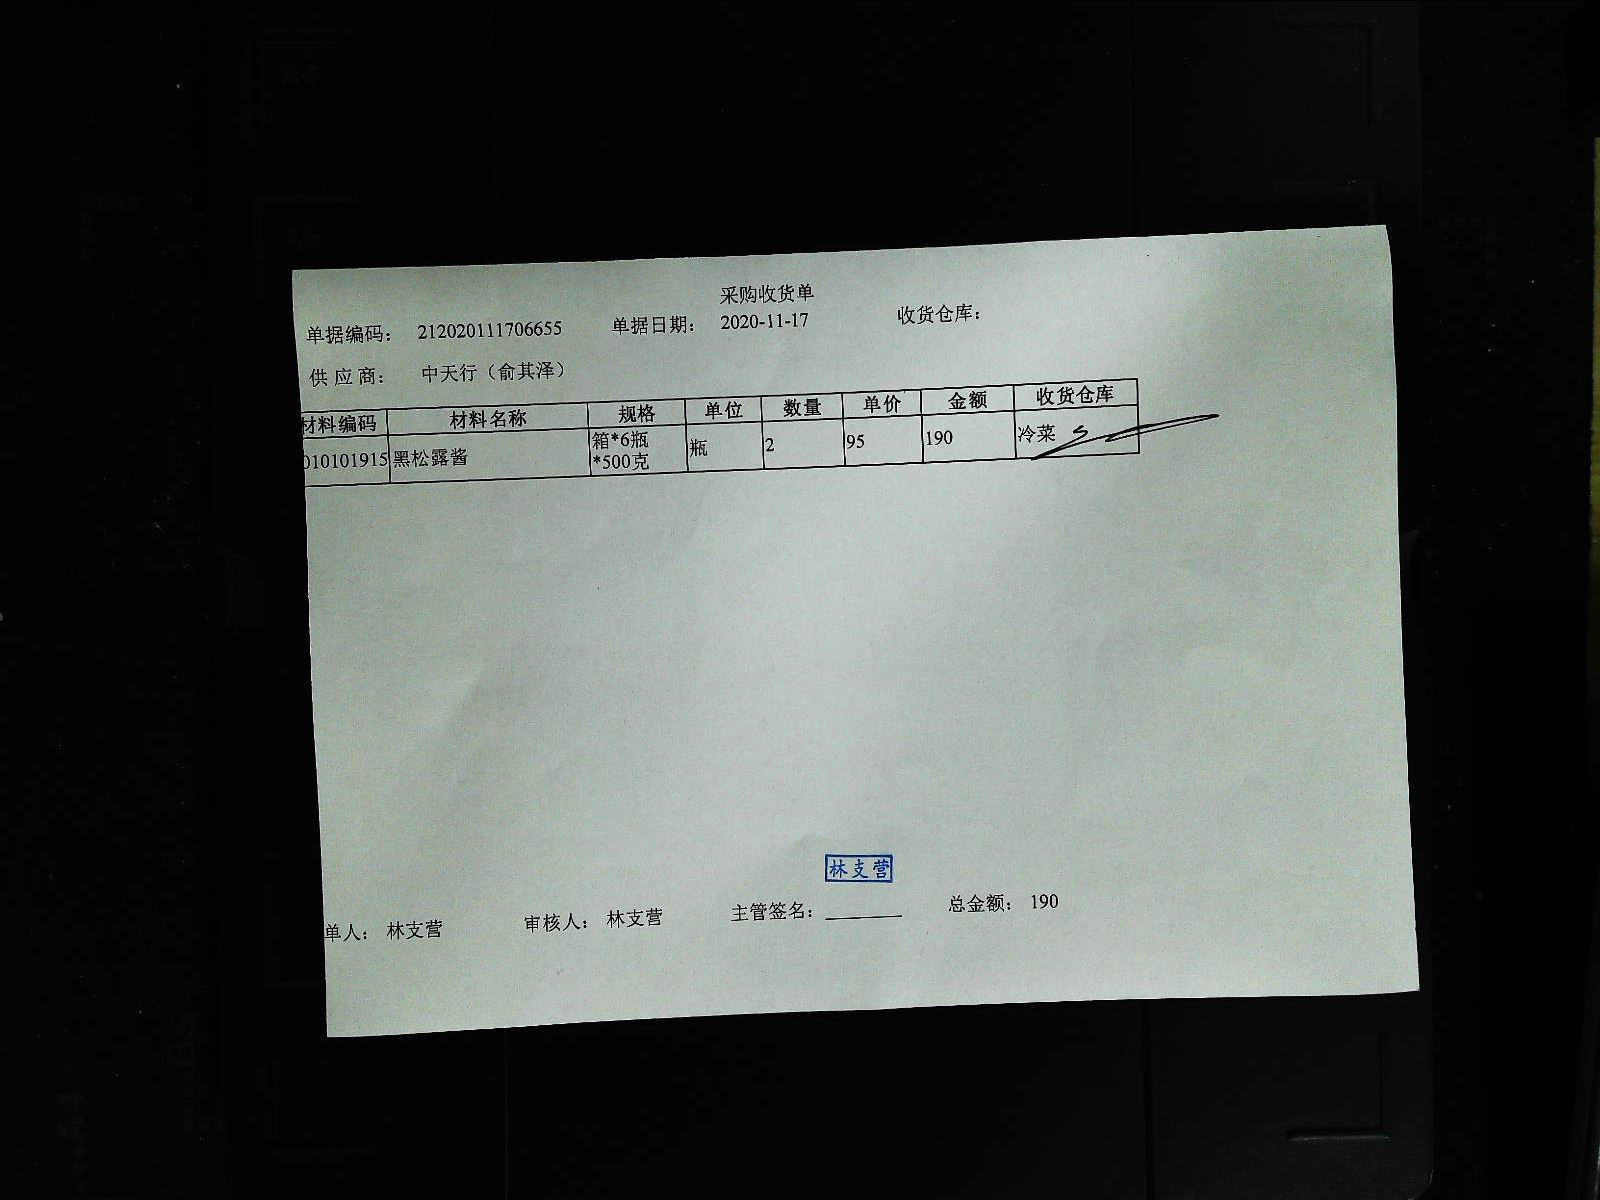 采购收货单
单据编码： 212020111706655 单据日期： 2020-11-17 收货仓库：
供 应 商： 中天行（俞其泽）
材料编码 材料名称 规格 单位 数量 单价 金额 收货仓库
010101915 黑松露酱 箱*6瓶 瓶 2 95 190 冷菜
*500克
林支营
单人： 林支营 审核人： 林支营 主管签名： 总金额： 190